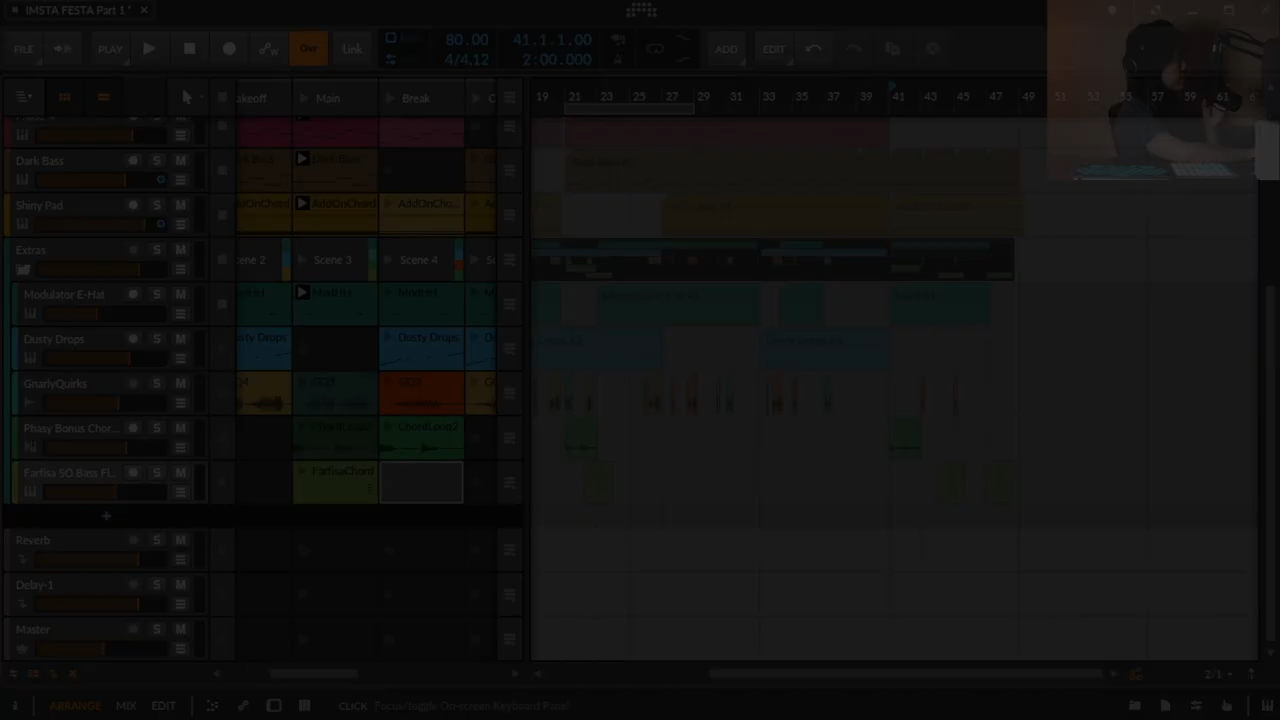 IMSTA FESTA Part 1 *
FILE PLAY Ovr Link 80.00 41.1.1.00 ADD EDIT
4/4.12 2:00.000
akeoff Main Break 19 21 23 25 27 29 31 33 35 37 39 41 43 45 47 49 51 53 55 57 59 61 6
Dark Bass S M Dark Bass
Shiny Pad S M AddOnChord AddOnChord AddOnCho...
Extras ene 2 Scene 3 Scene 4 Sc
Modulator E-Hat S M
Dusty Drops S M sty Drops Dusty Drops
GnarlyQuirks S M
Phasy Bonus Chor... S M ChordLoop2 ChordLoop2
Farfisa SO Bass Fl... S M FarfisaChord
+
Reverb S M
Delay-1 S M
Master S M
2/1
i ARRANGE MIX EDIT CLICK Focus/toggle On-screen Keyboard Panel